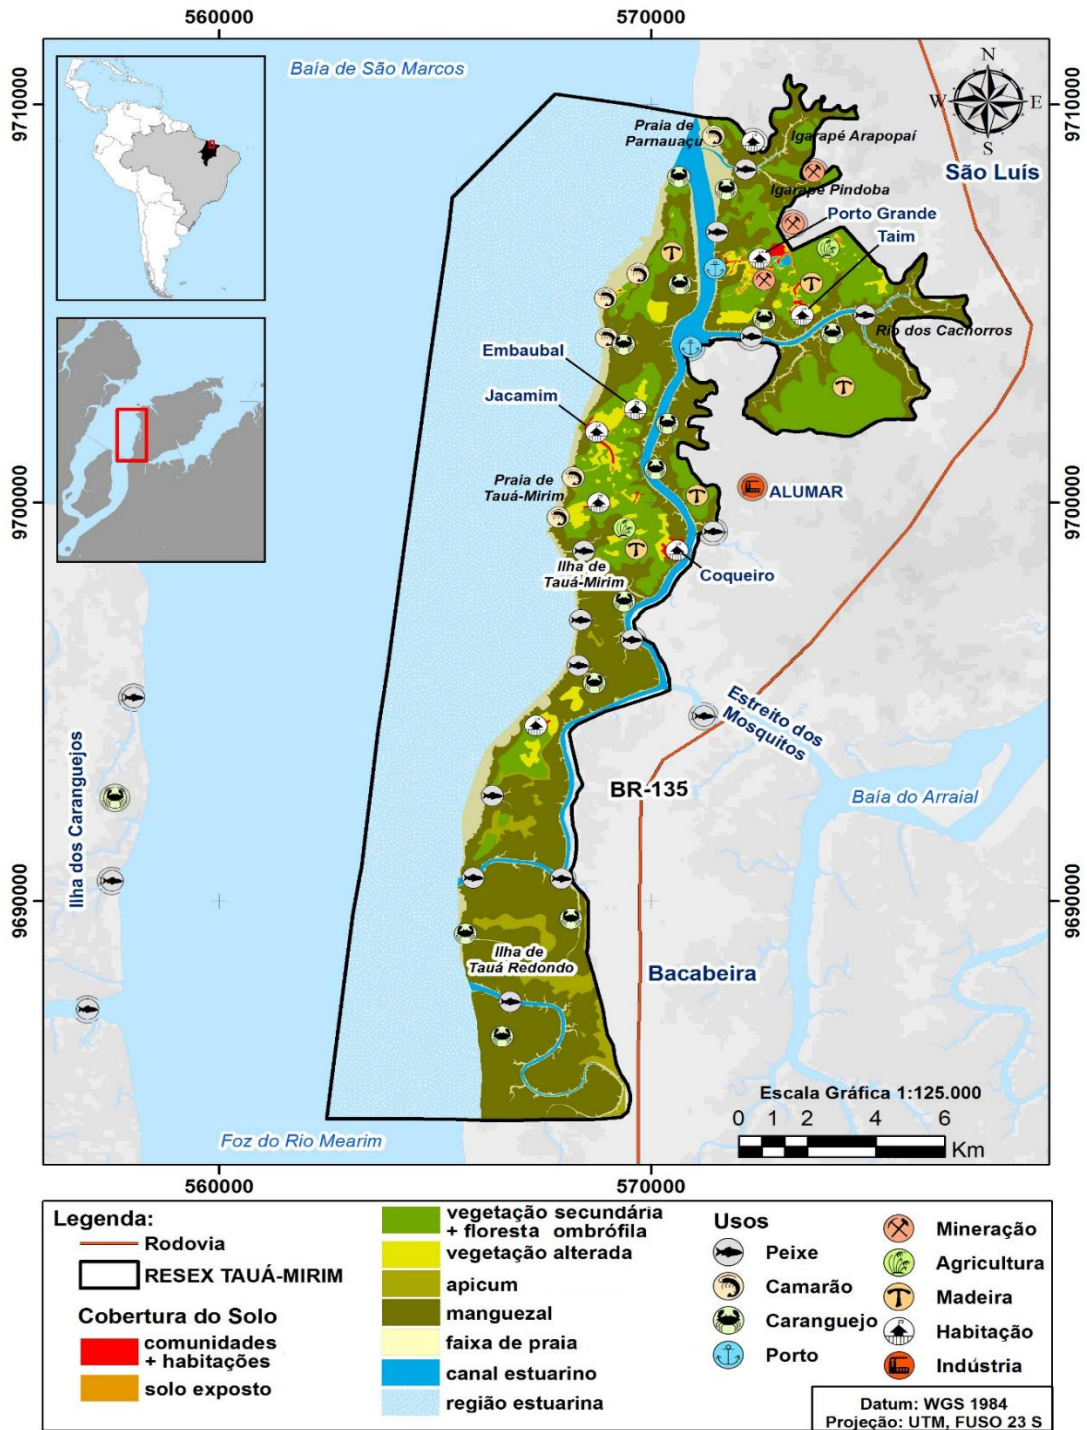 560000
570000
Baía de São Marcos
9710000
9710000
N
W
E
S
Praia de
Parnauaçu
Igarapé Arapopaí
São Luís
Igarapé Pindoba
Porto Grande
Taim
Rio dos Cachorros
Embaubal
Jacamim
Praia de
Tauá-Mirim
ALUMAR
9700000
9700000
Ilha de
Tauá-Mirim
Coqueiro
Estreito dos
Mosquitos
BR-135
Baía do Arraial
Ilha dos Caranguejos
9690000
9690000
Ilha de
Tauá Redondo
Bacabeira
Escala Gráfica 1:125.000
0 1 2 4 6
Km
Foz do Rio Mearim
560000
570000
Legenda:
Rodovia
RESEX TAUÁ-MIRIM
Cobertura do Solo
comunidades
+ habitações
solo exposto
vegetação secundária
+ floresta ombrófila
vegetação alterada
apicum
manguezal
faixa de praia
canal estuarino
região estuarina
Usos
Peixe
Camarão
Caranguejo
Porto
Mineração
Agricultura
Madeira
Habitação
Indústria
Datum: WGS 1984
Projeção: UTM, FUSO 23 S